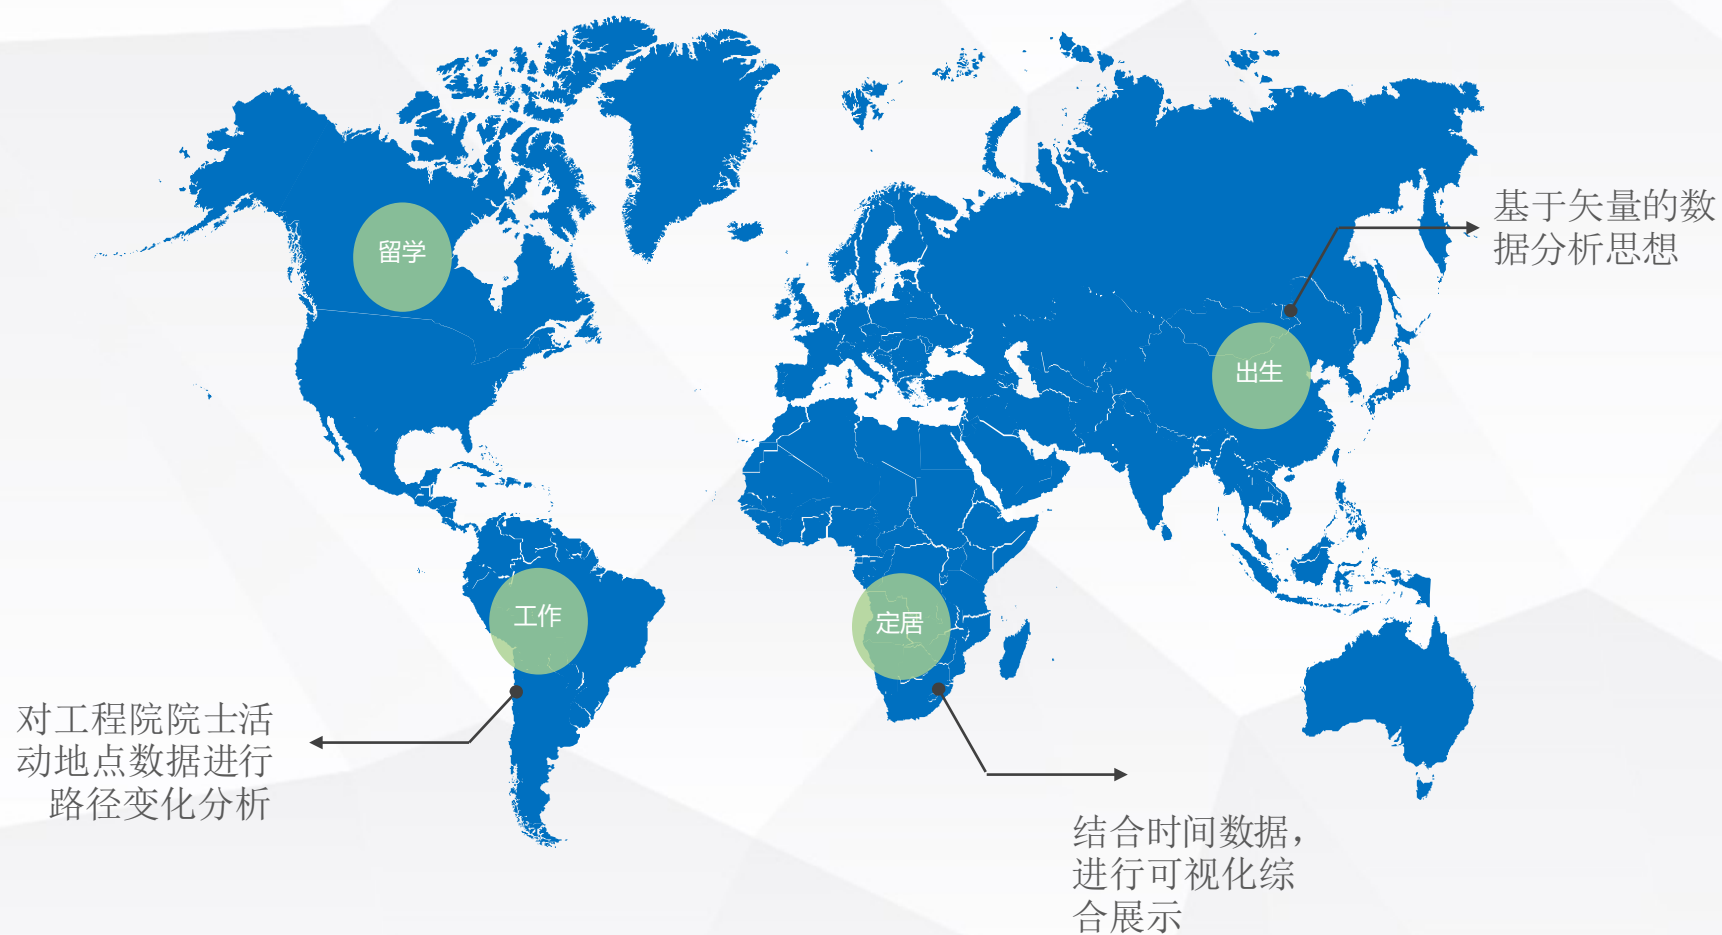 留学
基于矢量的数
据分析思想
出生
工作
定居
对工程院院士活
动地点数据进行
路径变化分析
结合时间数据，
进行可视化综
合展示